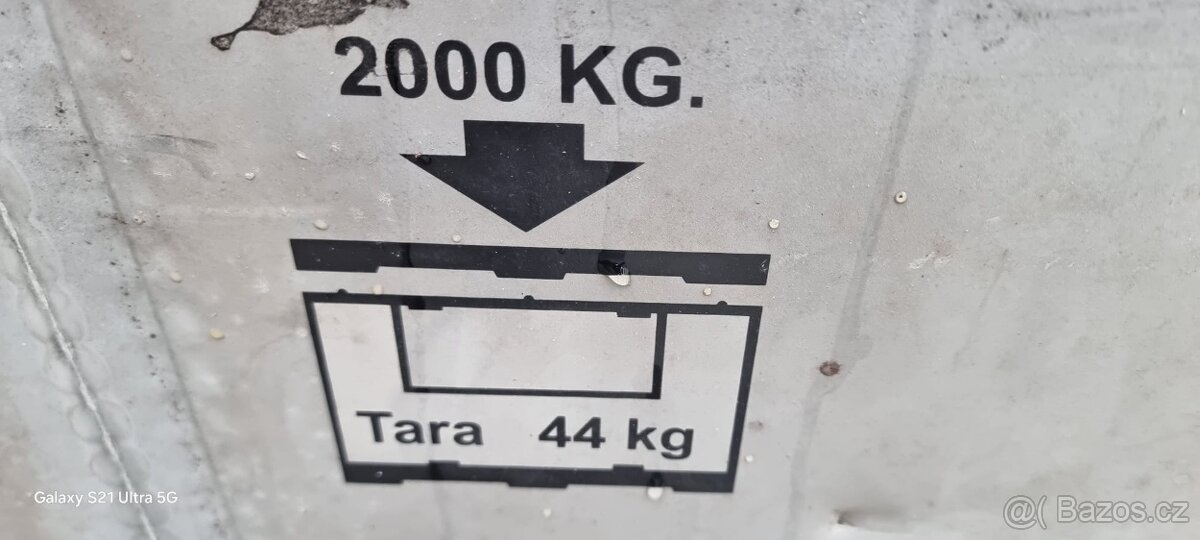 2000 KG.
Tara 44 kg
Galaxy S21 Ultra 5G
@( Bazos.cz